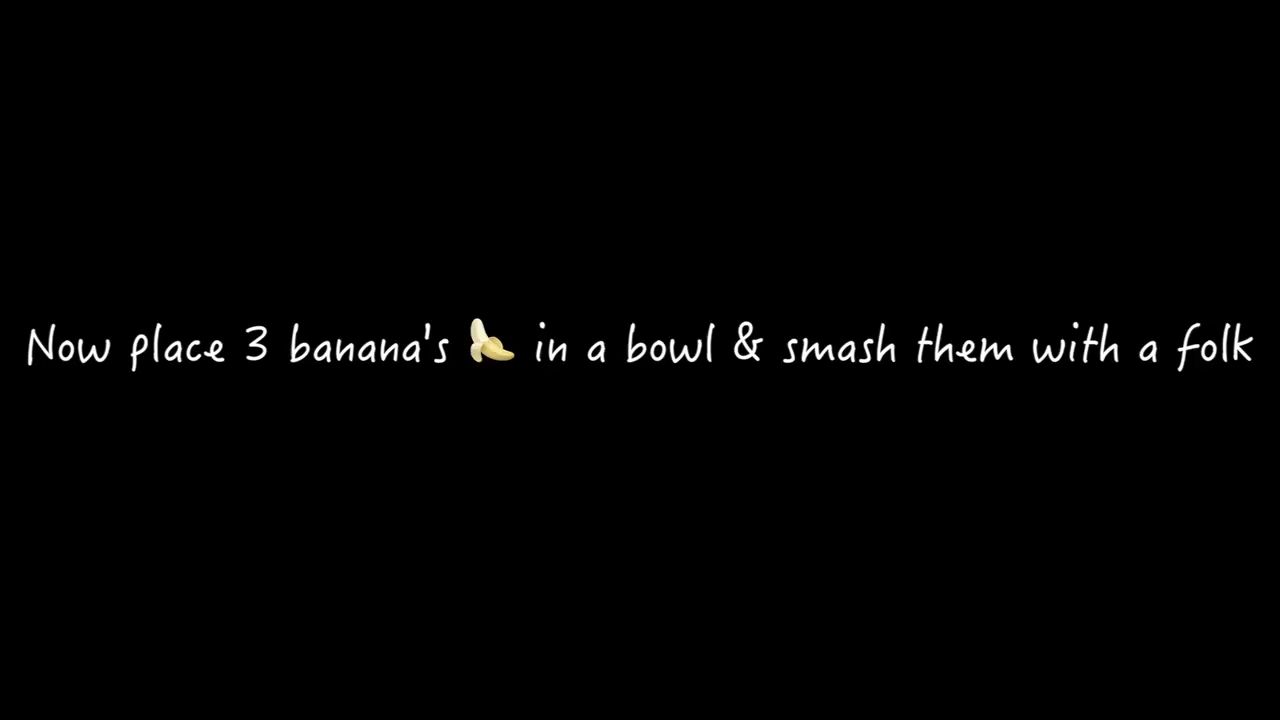 Now place 3 banana's 🍌 in a bowl & smash them with a folk